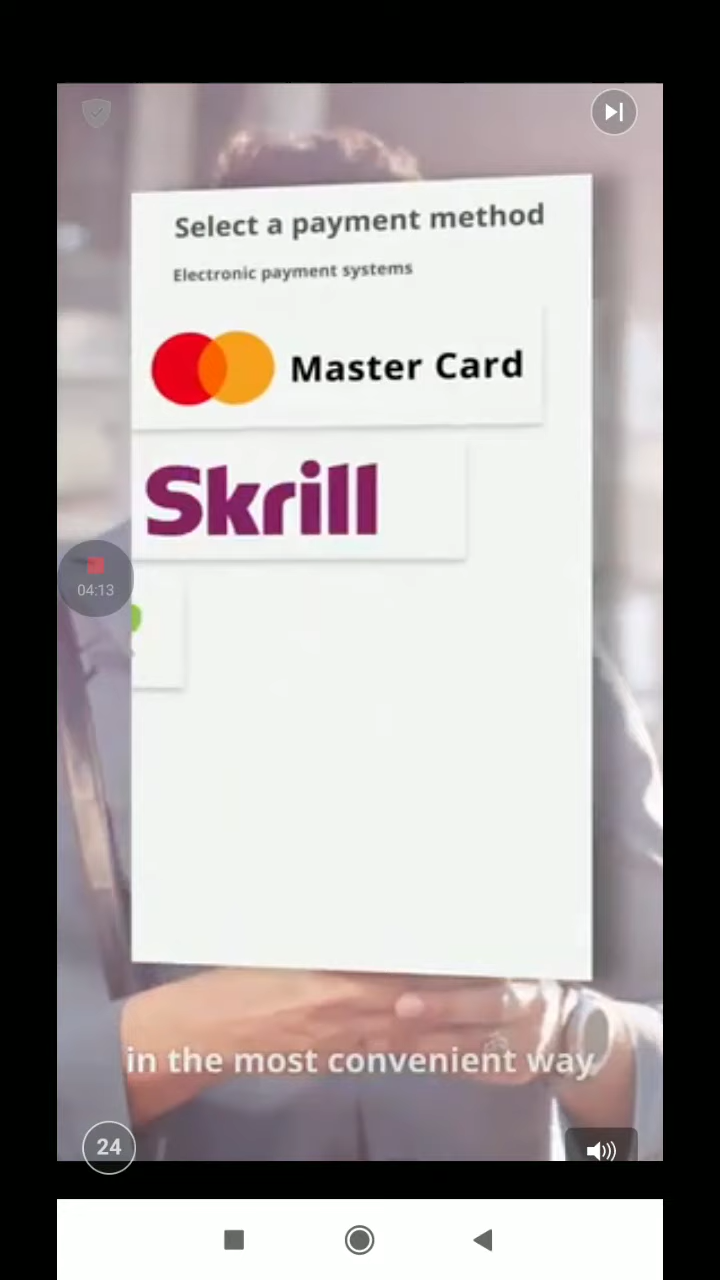 Select a payment method
Electronic payment systems
Master Card
Skrill
04:13
in the most convenient way
24